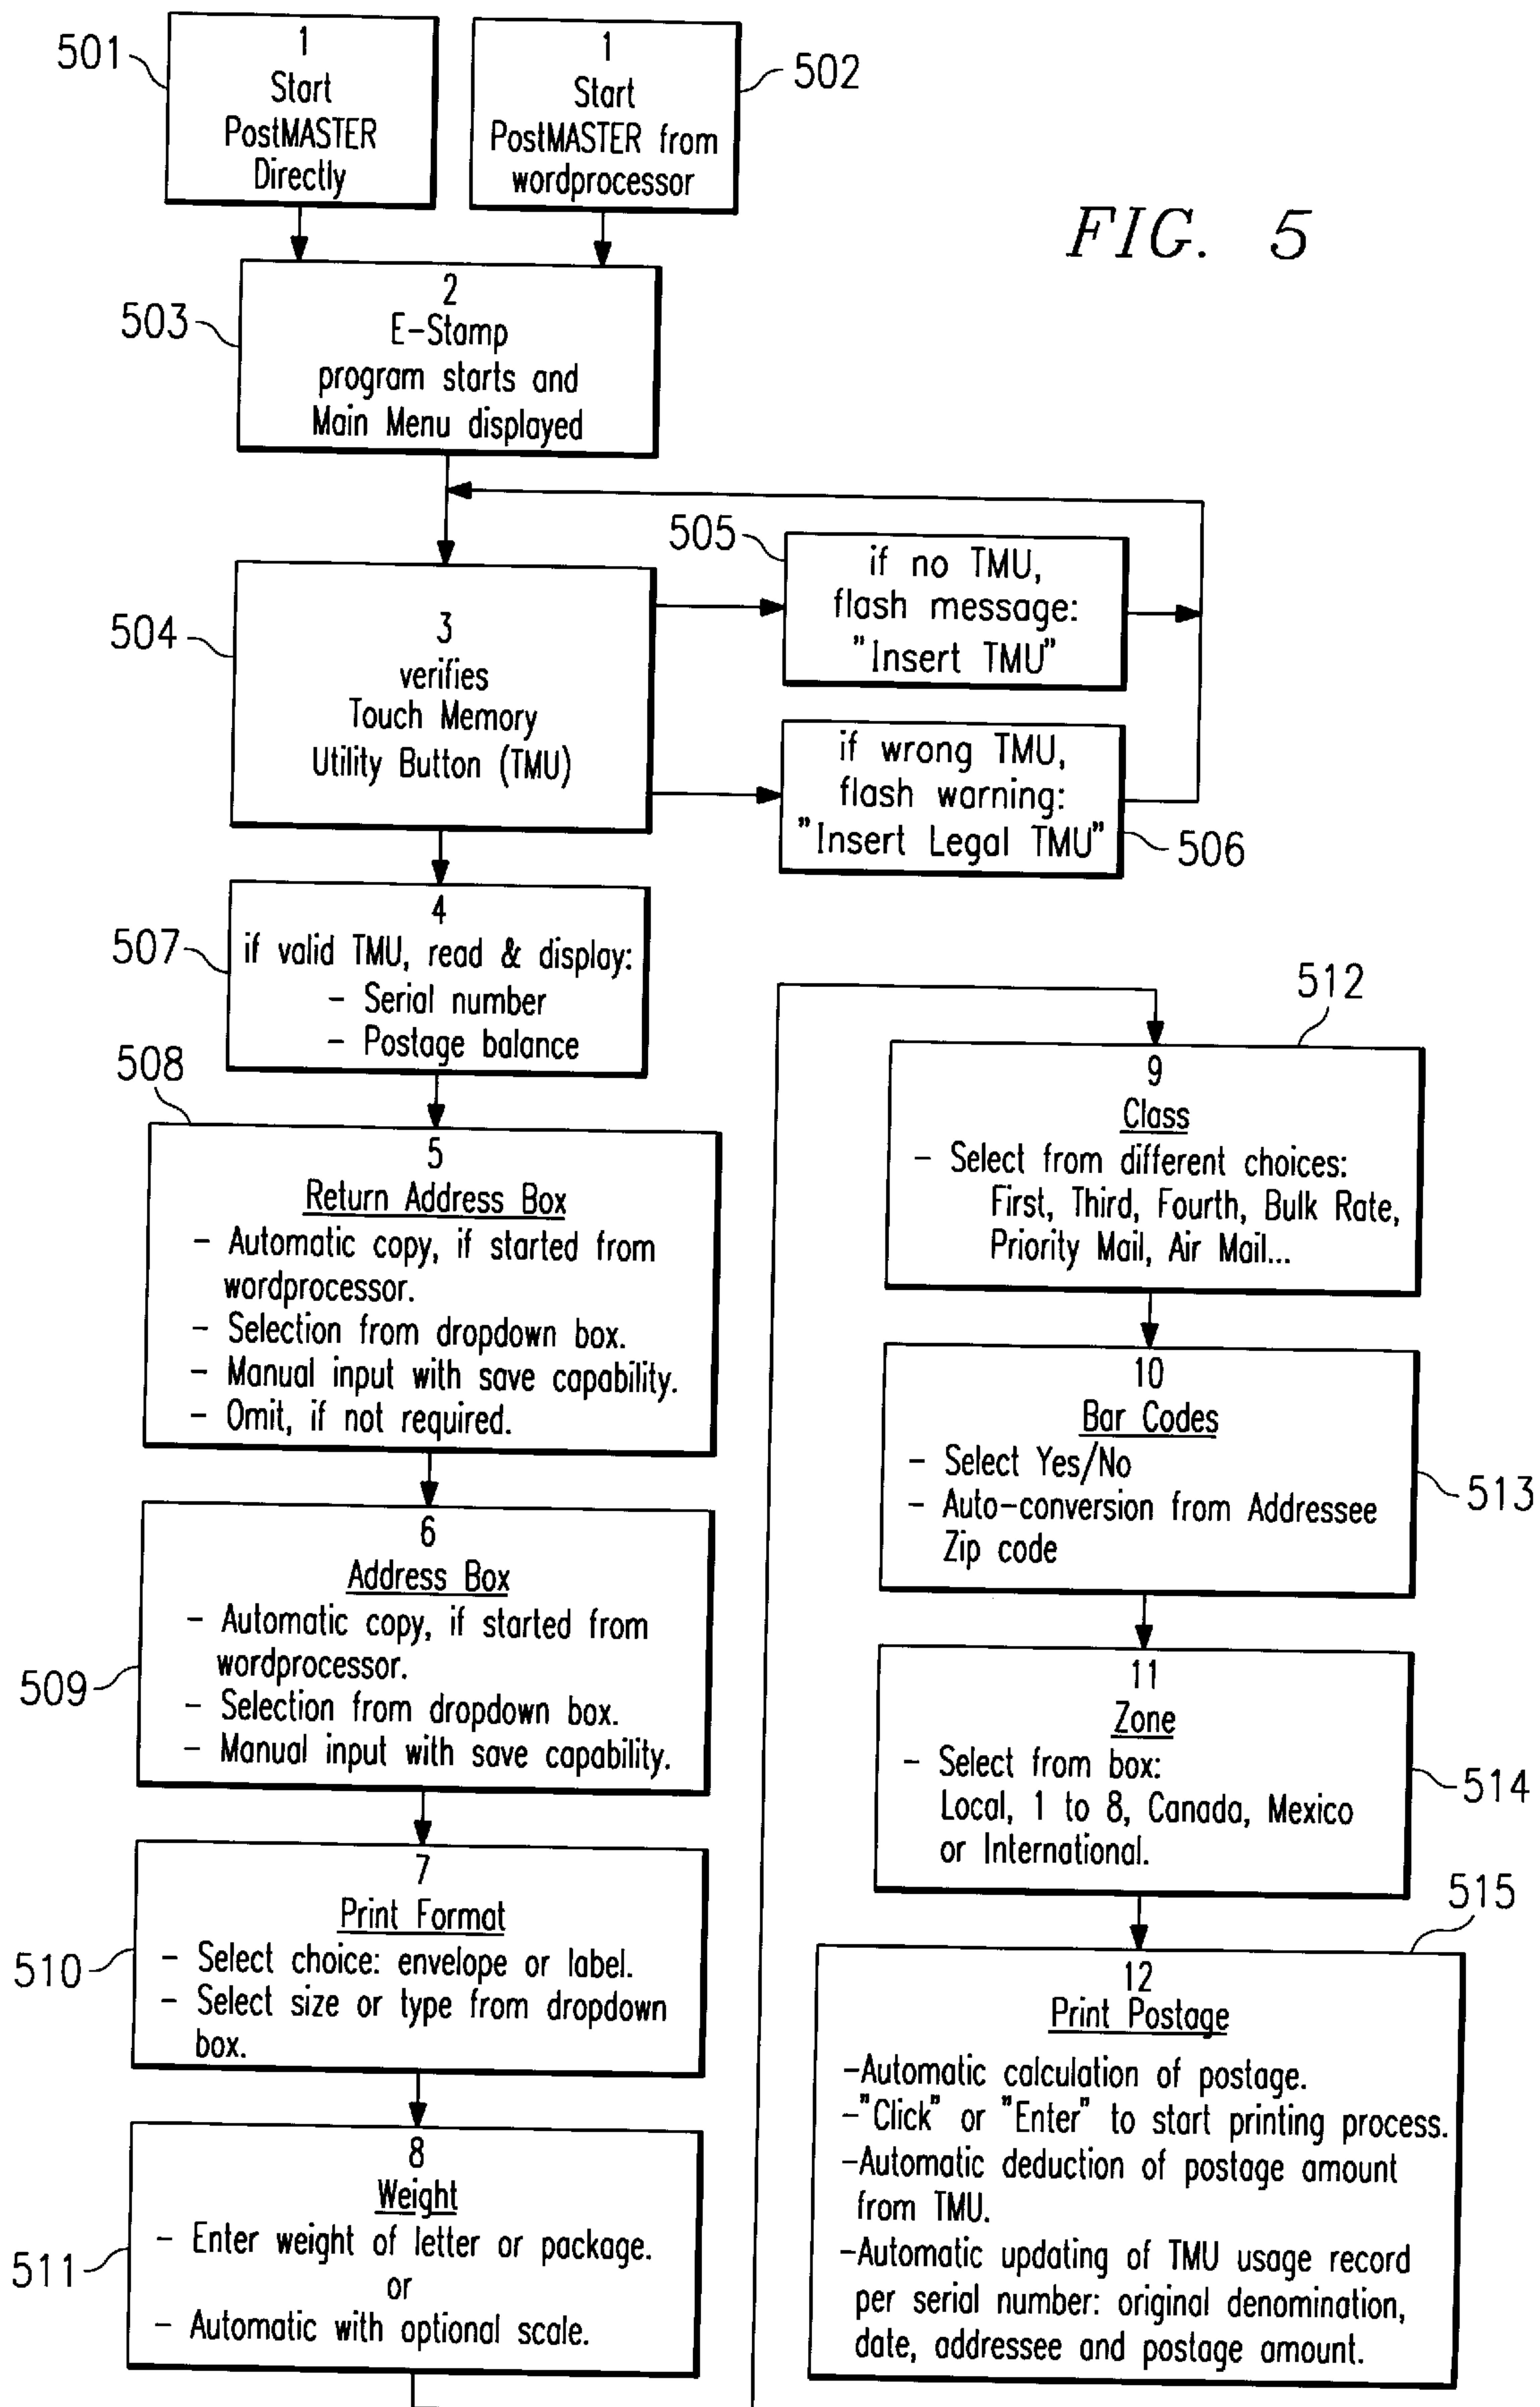 501
1
Start
PostMASTER
Directly
1
Start
PostMASTER from
wordprocessor
502
FIG. 5
503
2
E-Stamp
program starts and
Main Menu displayed
504
3
verifies
Touch Memory
Utility Button (TMU)
505
if no TMU,
flash message:
"Insert TMU"
if wrong TMU,
flash warning:
"Insert Legal TMU"
506
507
4
if valid TMU, read & display:
- Serial number
- Postage balance
508
5
Return Address Box
- Automatic copy, if started from
wordprocessor.
- Selection from dropdown box.
- Manual input with save capability.
- Omit, if not required.
509
6
Address Box
- Automatic copy, if started from
wordprocessor.
- Selection from dropdown box.
- Manual input with save capability.
510
7
Print Format
- Select choice: envelope or label.
- Select size or type from dropdown
box.
511
8
Weight
- Enter weight of letter or package.
or
- Automatic with optional scale.
512
9
Class
- Select from different choices:
First, Third, Fourth, Bulk Rate,
Priority Mail, Air Mail...
10
Bar Codes
- Select Yes/No
- Auto-conversion from Addressee
Zip code
513
11
Zone
- Select from box:
Local, 1 to 8, Canada, Mexico
or International.
514
515
12
Print Postage
-Automatic calculation of postage.
-"Click" or "Enter" to start printing process.
-Automatic deduction of postage amount
from TMU.
-Automatic updating of TMU usage record
per serial number: original denomination,
date, addressee and postage amount.